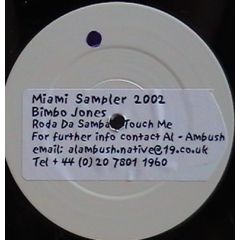 Miami Sampler 2002
Bimbo Jones
Roda Da Samba Touch Me
For further info contact Al - Ambush
email: alambush.native@19.co.uk
Tel + 44 (0) 20 7801 1960